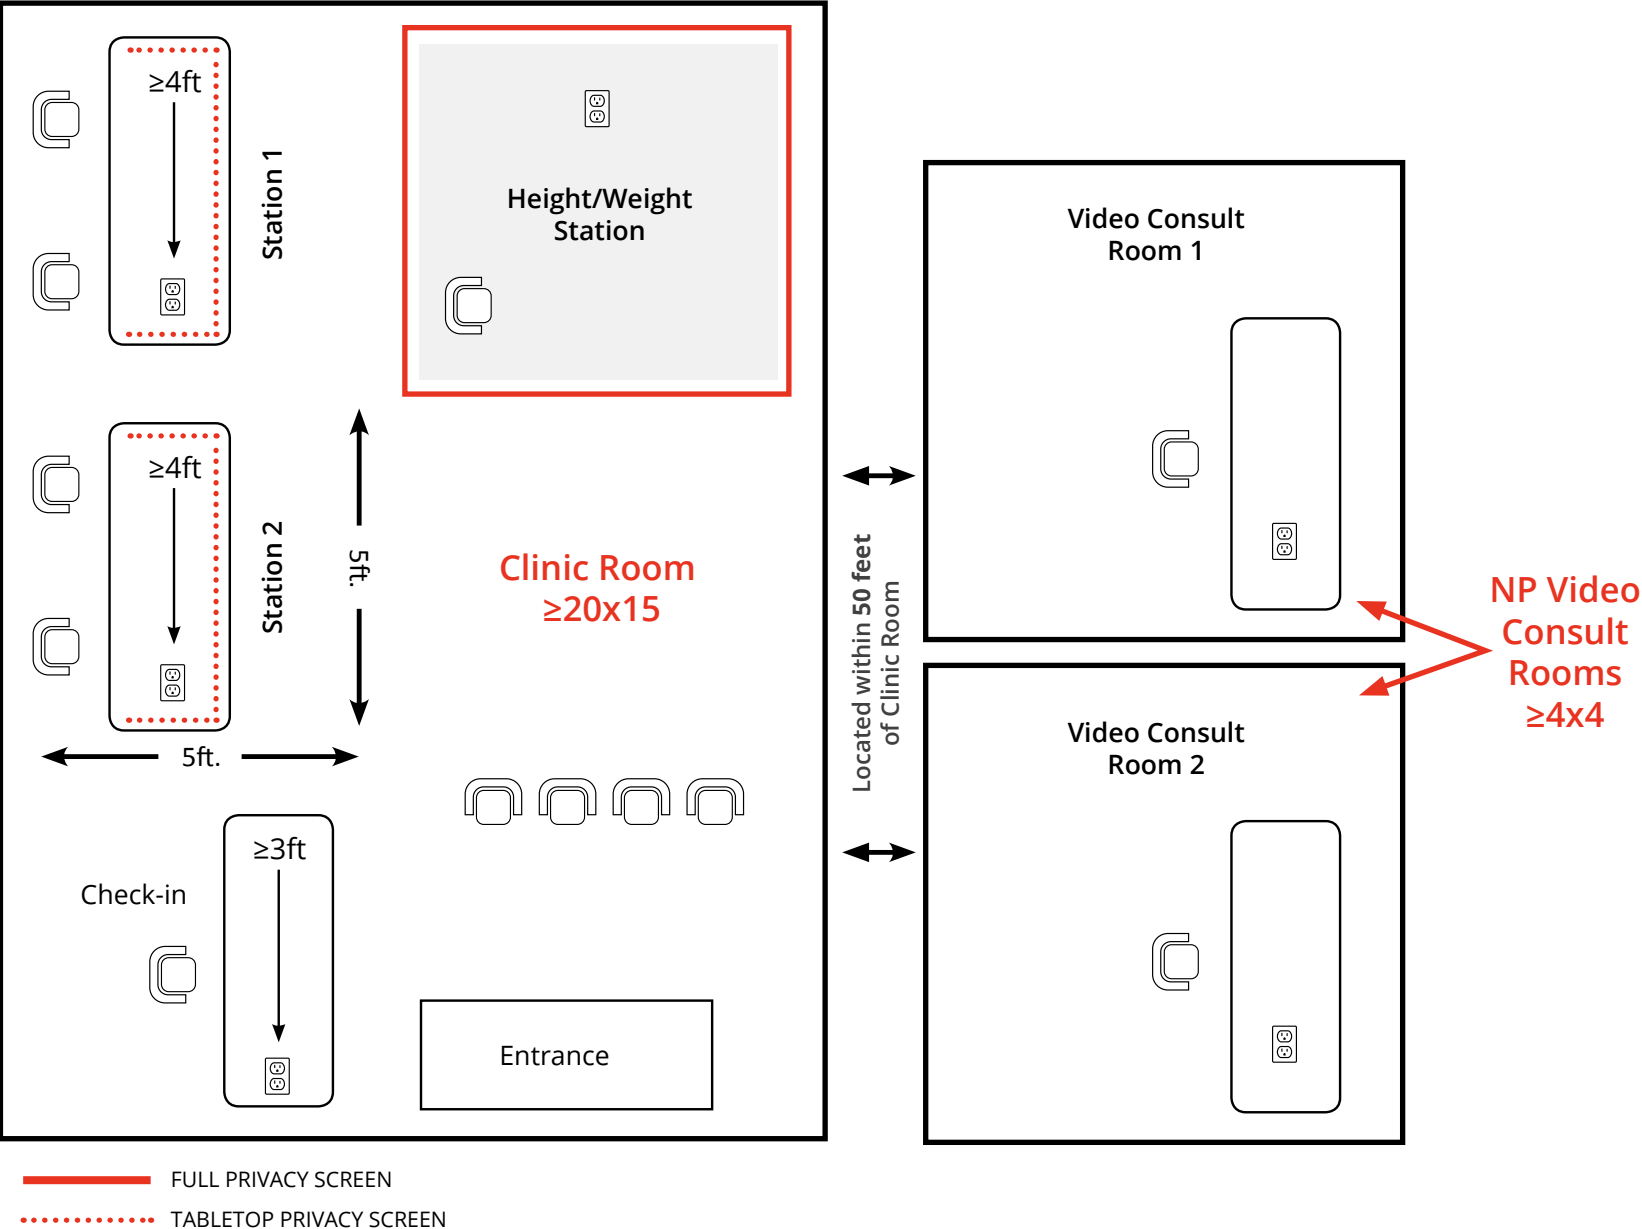 ≥4ft
Station 1
Height/Weight
Station
≥4ft
Station 2
5ft.
5ft.
Clinic Room
≥20x15
≥3ft
Check-in
Entrance
Located within 50 feet
of Clinic Room
Video Consult
Room 1
Video Consult
Room 2
NP Video
Consult
Rooms
≥4x4
FULL PRIVACY SCREEN
TABLETOP PRIVACY SCREEN